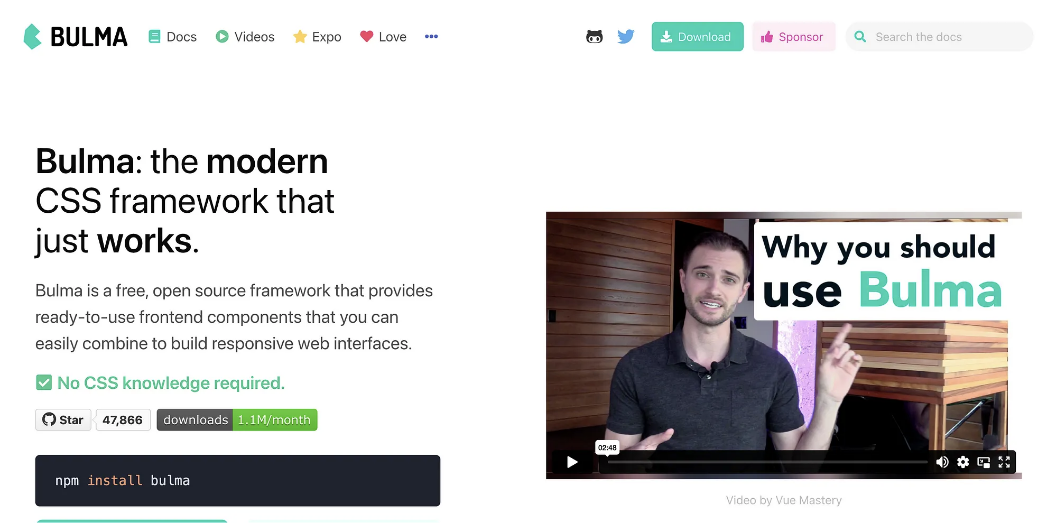 BULMA Docs Videos Expo Love Download Sponsor Search the docs
Bulma: the modern
CSS framework that
just works.
Bulma is a free, open source framework that provides
ready-to-use frontend components that you can
easily combine to build responsive web interfaces.
No CSS knowledge required.
Star 47,866 downloads 1.1M/month
npm install bulma
Why you should
use Bulma
02:48
Video by Vue Mastery